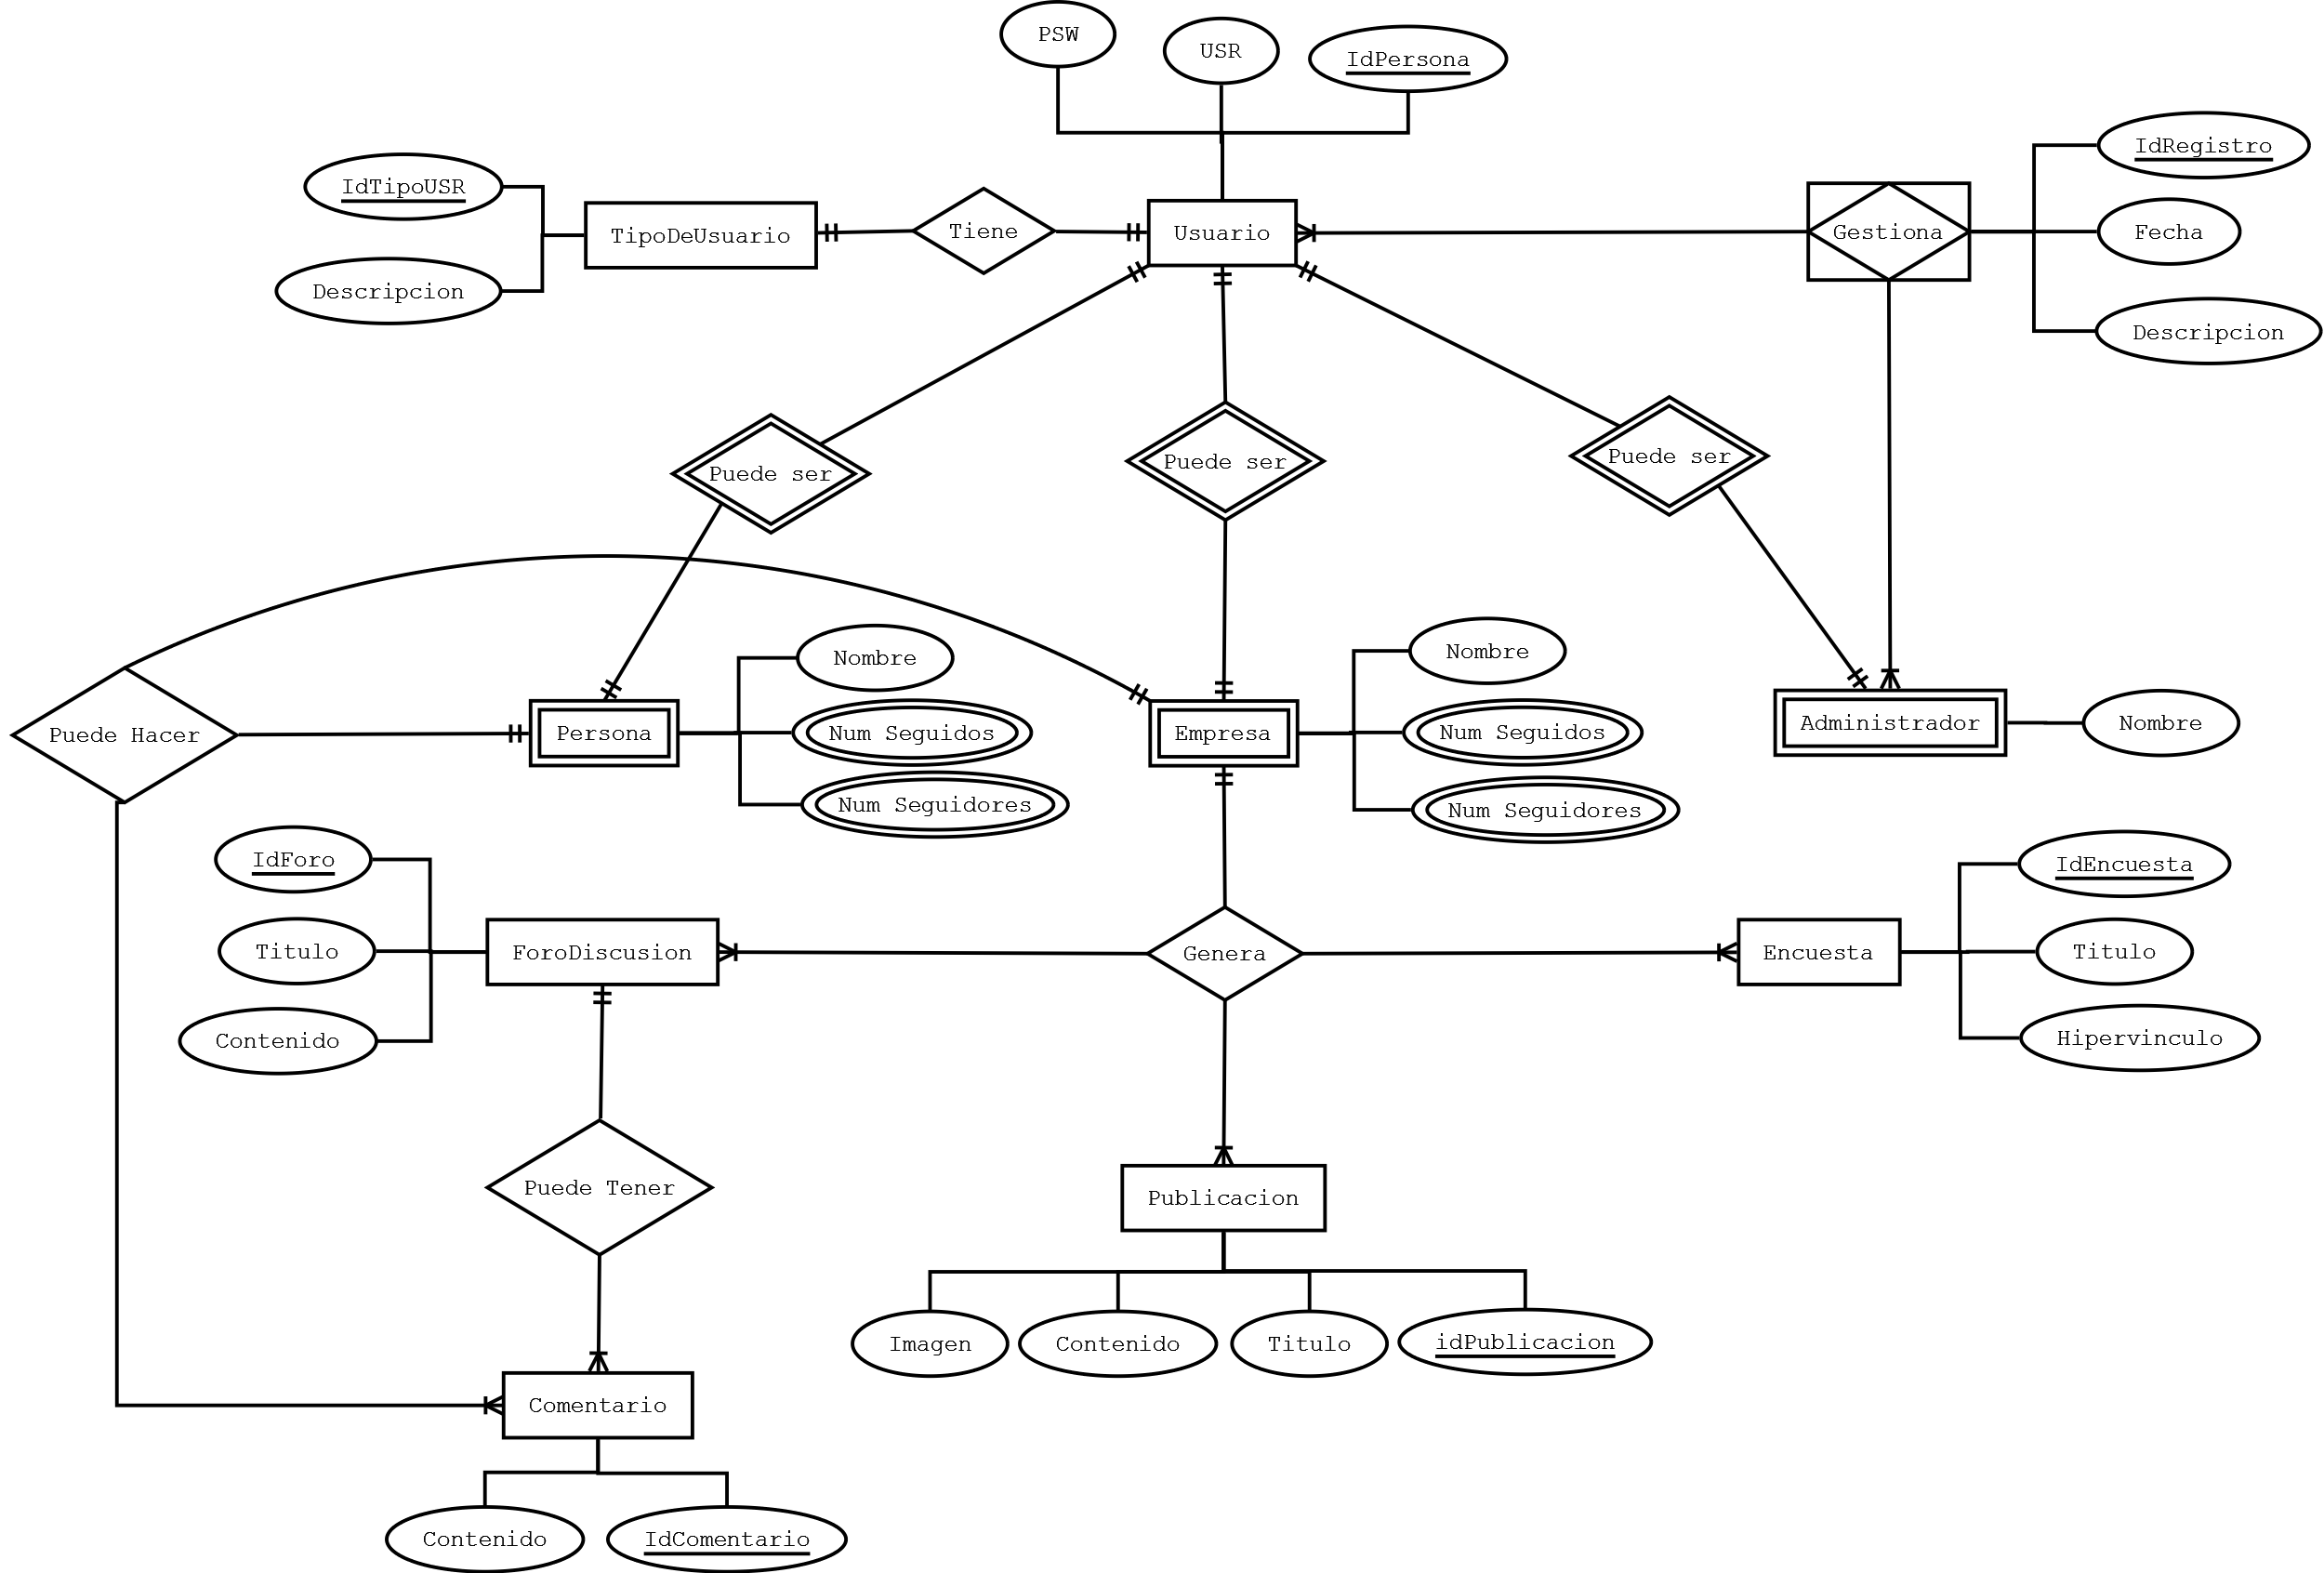 PSW
USR
IdPersona
IdRegistro
IdTipoUSR
TipoDeUsuario
Tiene
Usuario
Gestiona
Fecha
Descripcion
Descripcion
Puede ser
Puede ser
Puede ser
Nombre
Nombre
Puede Hacer
Persona
Num Seguidos
Empresa
Num Seguidos
Administrador
Nombre
Num Seguidores
Num Seguidores
IdForo
IdEncuesta
Titulo
ForoDiscusion
Genera
Encuesta
Titulo
Contenido
Hipervinculo
Puede Tener
Publicacion
Imagen
Contenido
Titulo
idPublicacion
Comentario
Contenido
IdComentario